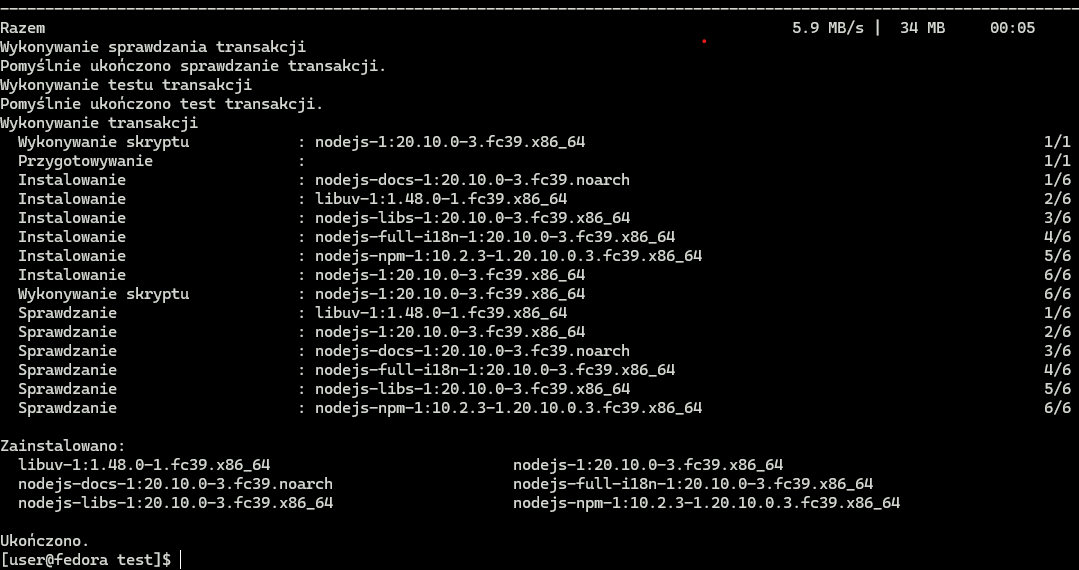 Razem 5.9 MB/s | 34 MB 00:05
Wykonywanie sprawdzania transakcji
Pomyślnie ukończono sprawdzanie transakcji.
Wykonywanie testu transakcji
Pomyślnie ukończono test transakcji.
Wykonywanie transakcji
Wykonywanie skryptu : nodejs-1:20.10.0-3.fc39.x86_64 1/1
Przygotowywanie : 1/1
Instalowanie : nodejs-docs-1:20.10.0-3.fc39.noarch 1/6
Instalowanie : libuv-1:1.48.0-1.fc39.x86_64 2/6
Instalowanie : nodejs-libs-1:20.10.0-3.fc39.x86_64 3/6
Instalowanie : nodejs-full-i18n-1:20.10.0-3.fc39.x86_64 4/6
Instalowanie : nodejs-npm-1:10.2.3-1.20.10.0.3.fc39.x86_64 5/6
Instalowanie : nodejs-1:20.10.0-3.fc39.x86_64 6/6
Wykonywanie skryptu : nodejs-1:20.10.0-3.fc39.x86_64 6/6
Sprawdzanie : libuv-1:1.48.0-1.fc39.x86_64 1/6
Sprawdzanie : nodejs-1:20.10.0-3.fc39.x86_64 2/6
Sprawdzanie : nodejs-docs-1:20.10.0-3.fc39.noarch 3/6
Sprawdzanie : nodejs-full-i18n-1:20.10.0-3.fc39.x86_64 4/6
Sprawdzanie : nodejs-libs-1:20.10.0-3.fc39.x86_64 5/6
Sprawdzanie : nodejs-npm-1:10.2.3-1.20.10.0.3.fc39.x86_64 6/6
Zainstalowano:
libuv-1:1.48.0-1.fc39.x86_64 nodejs-1:20.10.0-3.fc39.x86_64
nodejs-docs-1:20.10.0-3.fc39.noarch nodejs-full-i18n-1:20.10.0-3.fc39.x86_64
nodejs-libs-1:20.10.0-3.fc39.x86_64 nodejs-npm-1:10.2.3-1.20.10.0.3.fc39.x86_64
Ukończono.
[user@fedora test]$